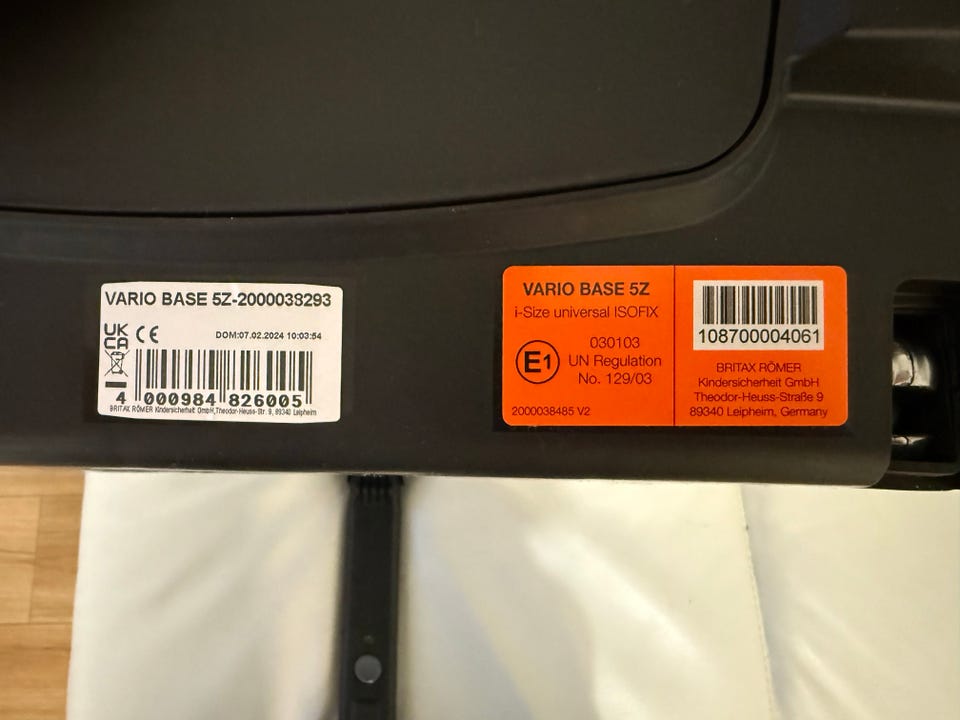 VARIO BASE 5Z-2000038293
UK
CA
CE
DOM:07.02.2024 10:03:54
4 000984 826005
BRITAX RÖMER Kindersicherheit GmbH,Theodor-Heuss-Str. 9, 89340 Leipheim
VARIO BASE 5Z
i-Size universal ISOFIX
E1
030103
UN Regulation
No. 129/03
2000038485 V2
108700004061
BRITAX RÖMER
Kindersicherheit GmbH
Theodor-Heuss-Straße 9
89340 Leipheim, Germany